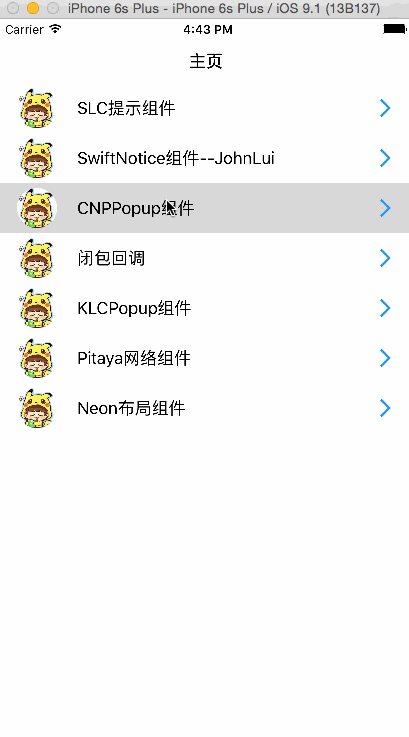 iPhone 6s Plus - iPhone 6s Plus / iOS 9.1 (13B137)
Carrier 4:43 PM
主页
SLC提示组件
SwiftNotice组件--JohnLui
CNPPopup组件
闭包回调
KLCPopup组件
Pitaya网络组件
Neon布局组件